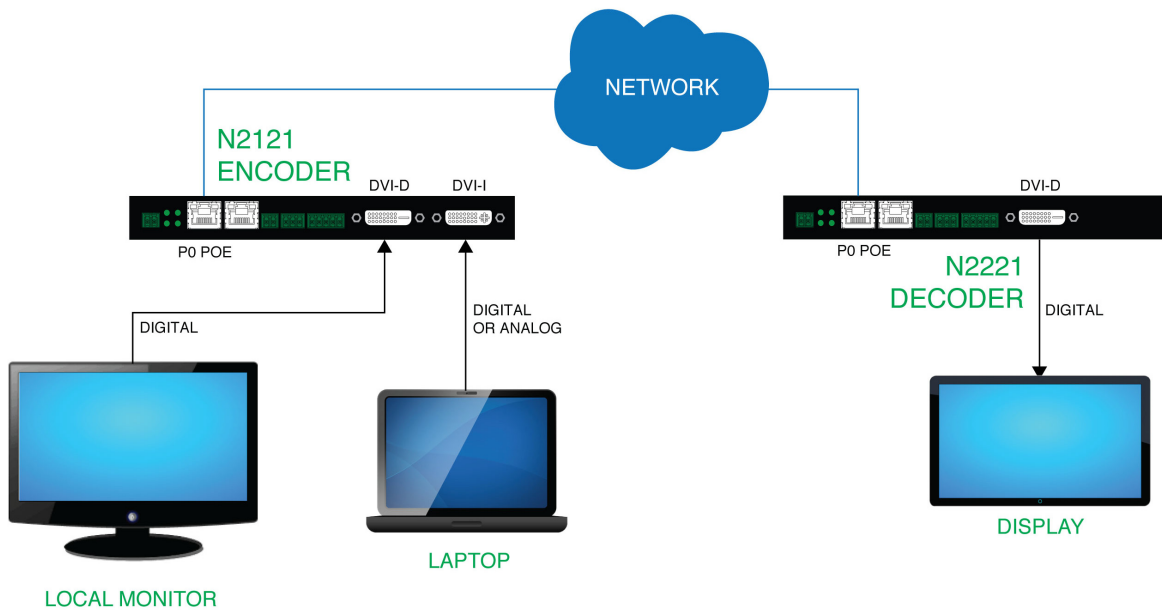 NETWORK
N2121
ENCODER
DVI-D
DVI-I
P0 POE
DVI-D
P0 POE
N2221
DECODER
DIGITAL
DIGITAL
OR ANALOG
DIGITAL
LOCAL MONITOR
LAPTOP
DISPLAY